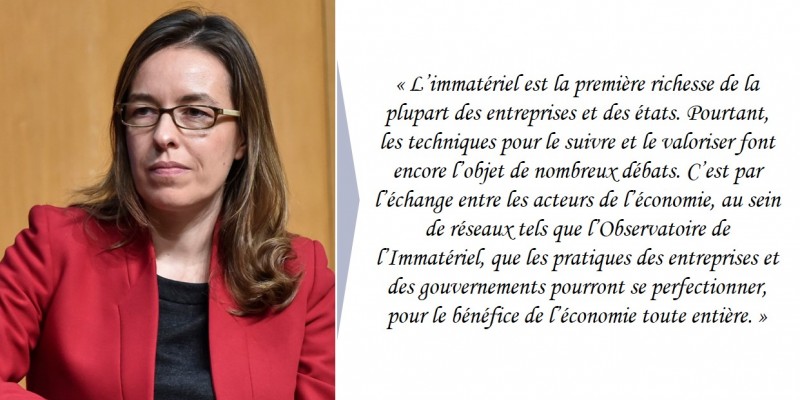 « L’immatériel est la première richesse de la
plupart des entreprises et des états. Pourtant,
les techniques pour le suivre et le valoriser font
encore l’objet de nombreux débats. C’est par
l’échange entre les acteurs de l’économie, au sein
de réseaux tels que l’Observatoire de
l’Immatériel, que les pratiques des entreprises et
des gouvernements pourront se perfectionner,
pour le bénéfice de l’économie toute entière. »